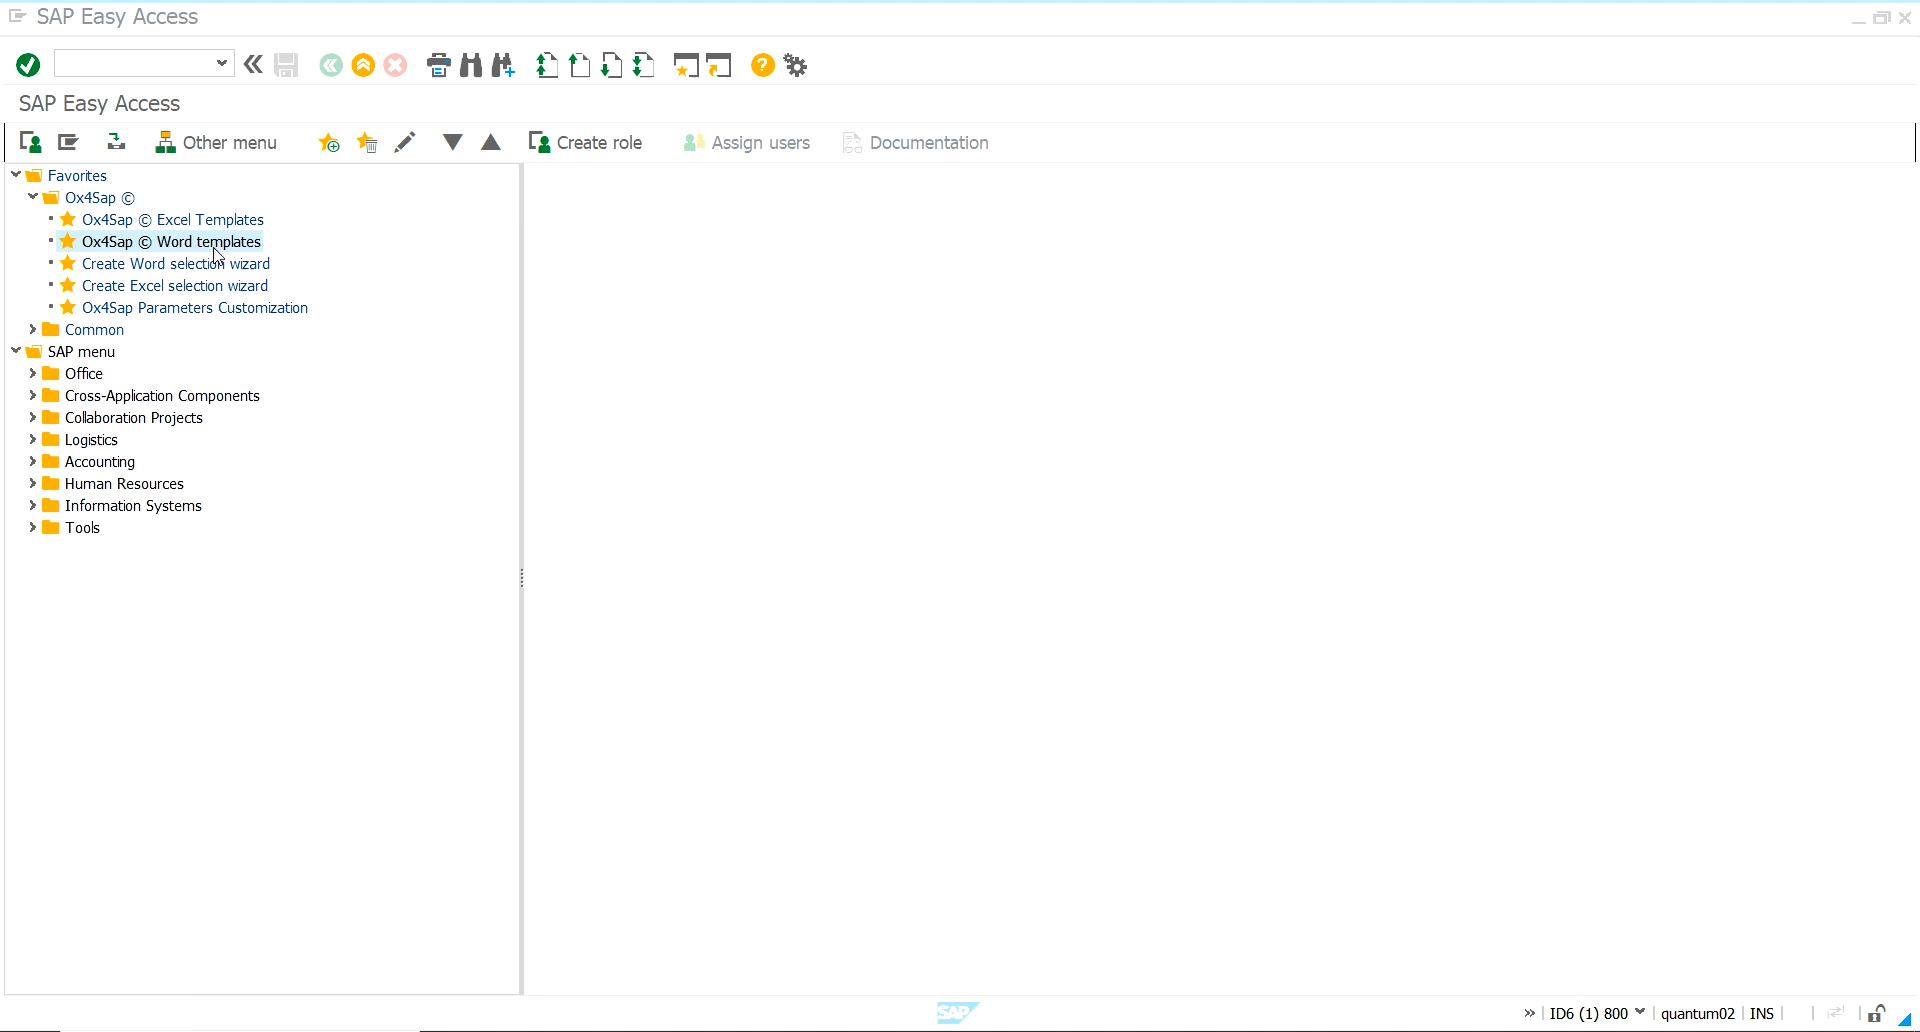 SAP Easy Access
SAP Easy Access
Other menu Create role Assign users Documentation
Favorites
Ox4Sap ©
Ox4Sap © Excel Templates
Ox4Sap © Word templates
Create Word selection wizard
Create Excel selection wizard
Ox4Sap Parameters Customization
Common
SAP menu
Office
Cross-Application Components
Collaboration Projects
Logistics
Accounting
Human Resources
Information Systems
Tools
SAP ID6 (1) 800 quantum02 INS